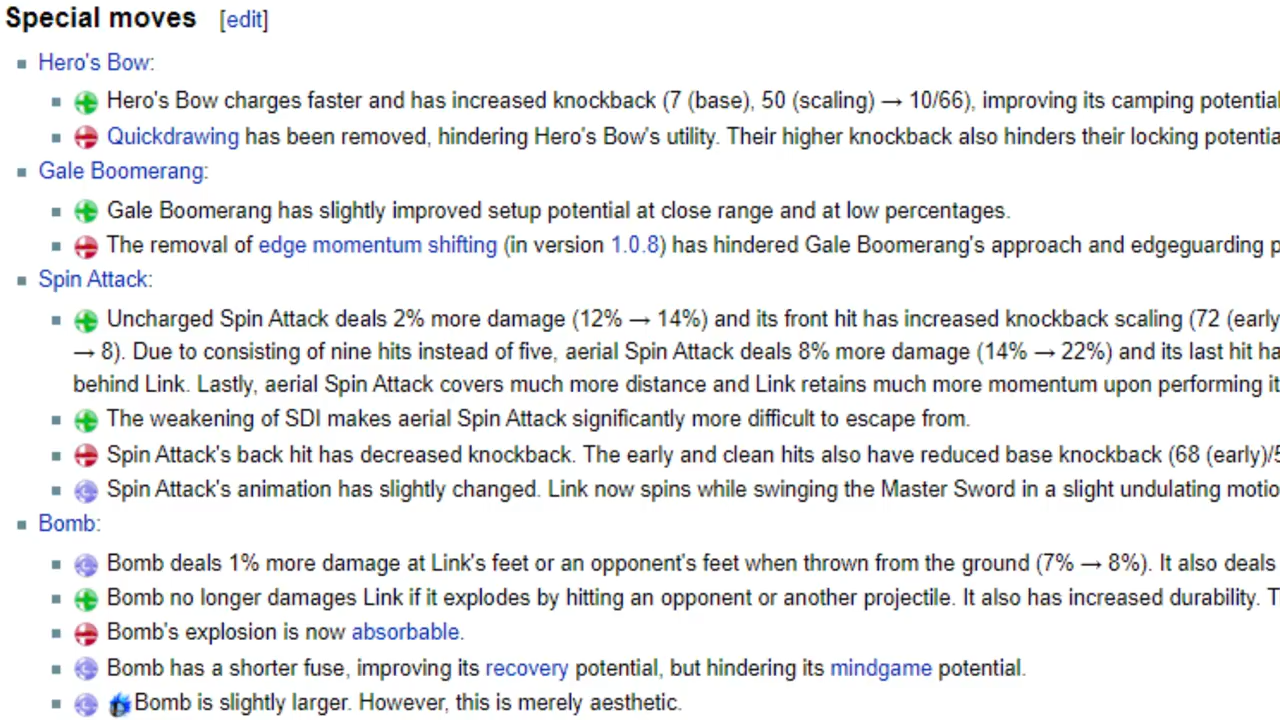 Special moves [edit]
Hero's Bow:
Hero's Bow charges faster and has increased knockback (7 (base), 50 (scaling) → 10/66), improving its camping potential
Quickdrawing has been removed, hindering Hero's Bow's utility. Their higher knockback also hinders their locking potentia
Gale Boomerang:
Gale Boomerang has slightly improved setup potential at close range and at low percentages.
The removal of edge momentum shifting (in version 1.0.8) has hindered Gale Boomerang's approach and edgeguarding p
Spin Attack:
Uncharged Spin Attack deals 2% more damage (12% → 14%) and its front hit has increased knockback scaling (72 (early
→ 8). Due to consisting of nine hits instead of five, aerial Spin Attack deals 8% more damage (14% → 22%) and its last hit ha
behind Link. Lastly, aerial Spin Attack covers much more distance and Link retains much more momentum upon performing it
The weakening of SDI makes aerial Spin Attack significantly more difficult to escape from.
Spin Attack's back hit has decreased knockback. The early and clean hits also have reduced base knockback (68 (early)/5
Spin Attack's animation has slightly changed. Link now spins while swinging the Master Sword in a slight undulating motio
Bomb:
Bomb deals 1% more damage at Link's feet or an opponent's feet when thrown from the ground (7% → 8%). It also deals
Bomb no longer damages Link if it explodes by hitting an opponent or another projectile. It also has increased durability. T
Bomb's explosion is now absorbable.
Bomb has a shorter fuse, improving its recovery potential, but hindering its mindgame potential.
Bomb is slightly larger. However, this is merely aesthetic.